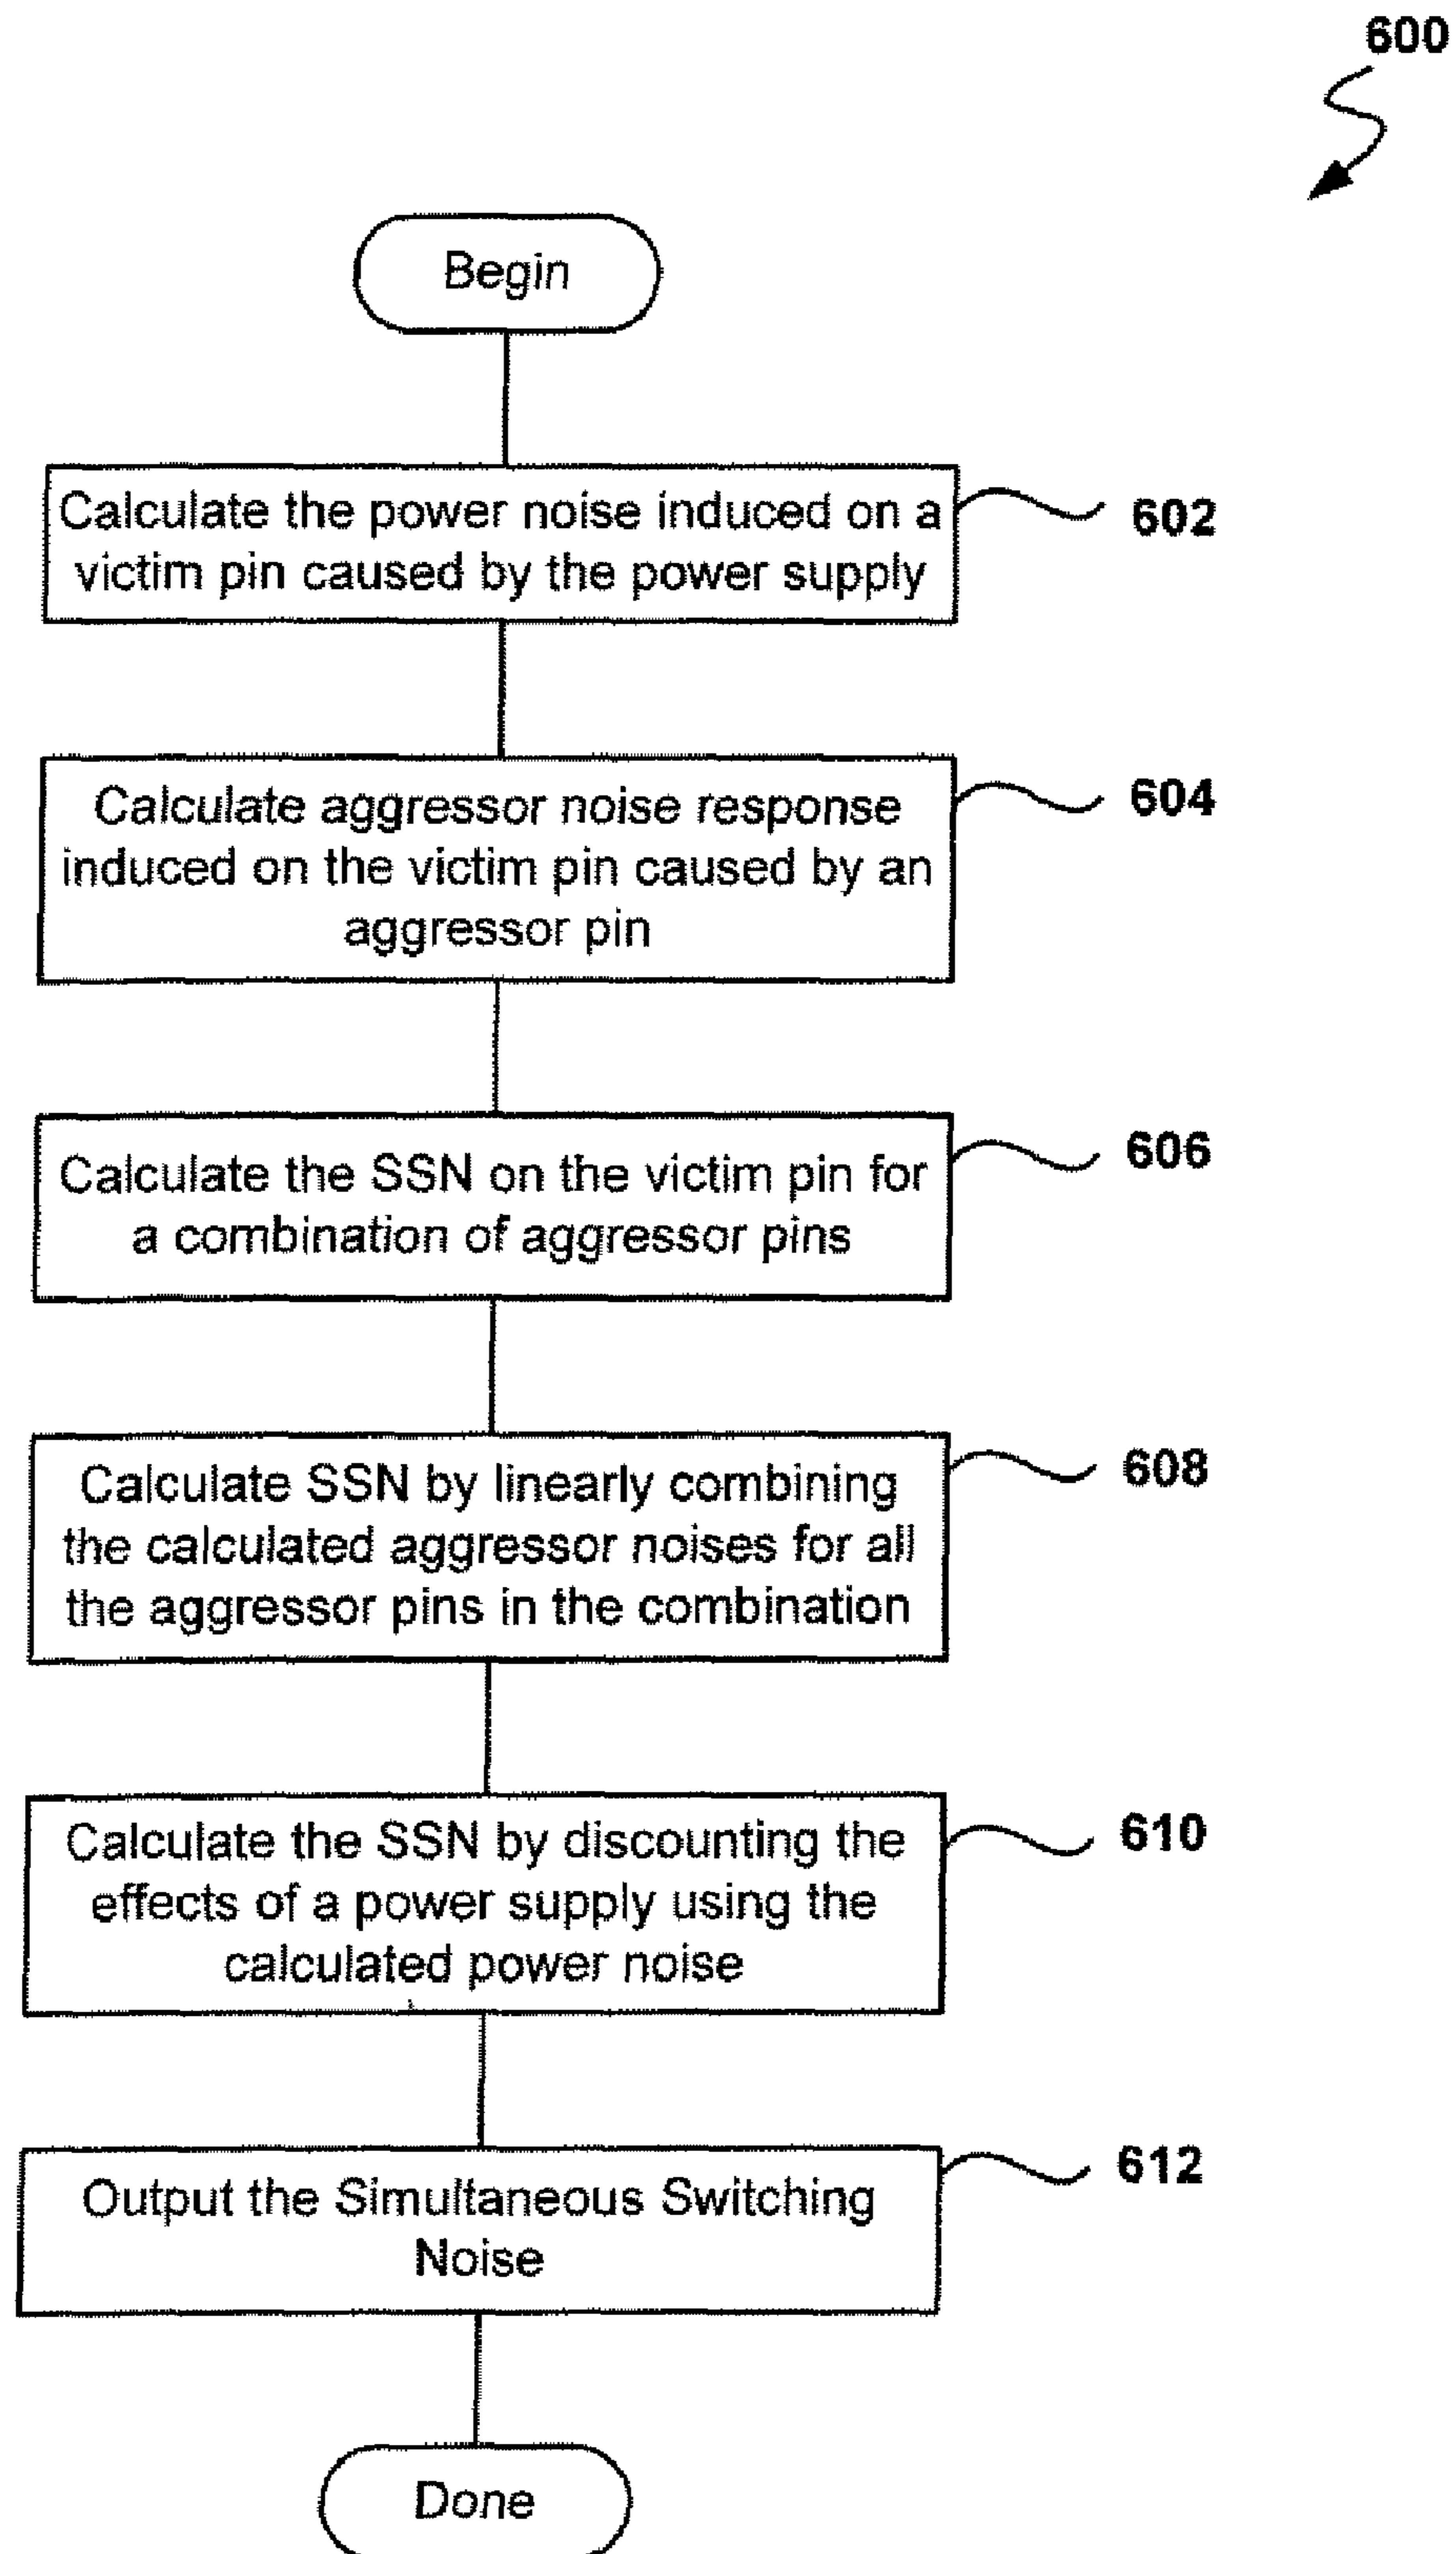 600
Begin
Calculate the power noise induced on a
victim pin caused by the power supply
602
Calculate aggressor noise response
induced on the victim pin caused by an
aggressor pin
604
Calculate the SSN on the victim pin for
a combination of aggressor pins
606
Calculate SSN by linearly combining
the calculated aggressor noises for all
the aggressor pins in the combination
608
Calculate the SSN by discounting the
effects of a power supply using the
calculated power noise
610
Output the Simultaneous Switching
Noise
612
Done